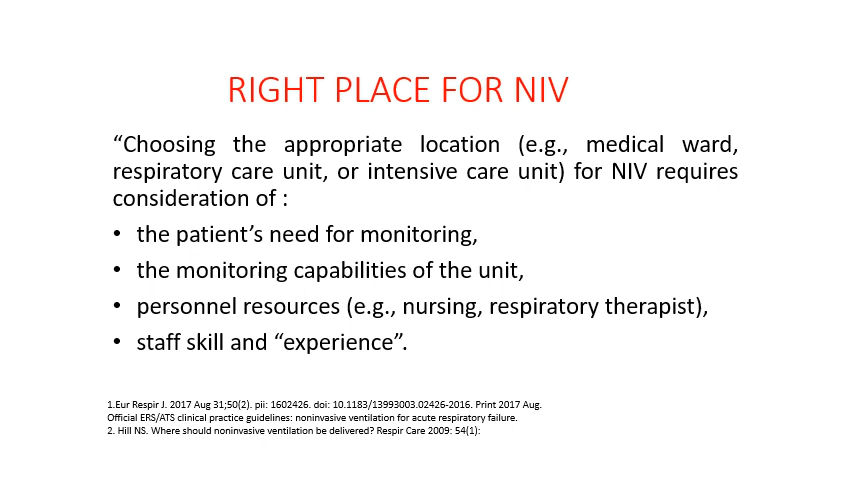 RIGHT PLACE FOR NIV
“Choosing the appropriate location (e.g., medical ward,
respiratory care unit, or intensive care unit) for NIV requires
consideration of :
• the patient’s need for monitoring,
• the monitoring capabilities of the unit,
• personnel resources (e.g., nursing, respiratory therapist),
• staff skill and “experience”.
1.Eur Respir J. 2017 Aug 31;50(2). pii: 1602426. doi: 10.1183/13993003.02426-2016. Print 2017 Aug.
Official ERS/ATS clinical practice guidelines: noninvasive ventilation for acute respiratory failure.
2. Hill NS. Where should noninvasive ventilation be delivered? Respir Care 2009: 54(1):